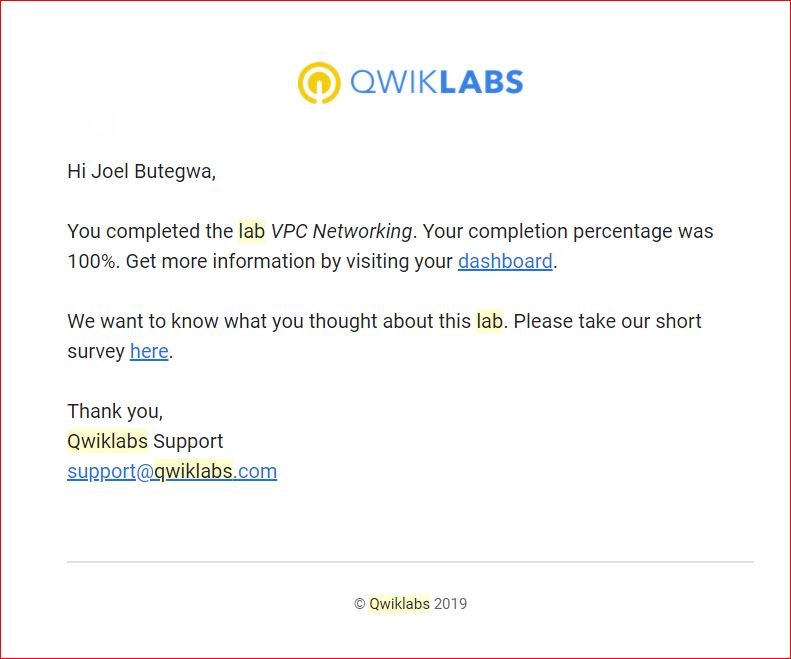 QWIKLABS
Hi Joel Butegwa,
You completed the lab VPC Networking. Your completion percentage was
100%. Get more information by visiting your dashboard.
We want to know what you thought about this lab. Please take our short
survey here.
Thank you,
Qwiklabs Support
support@qwiklabs.com
© Qwiklabs 2019